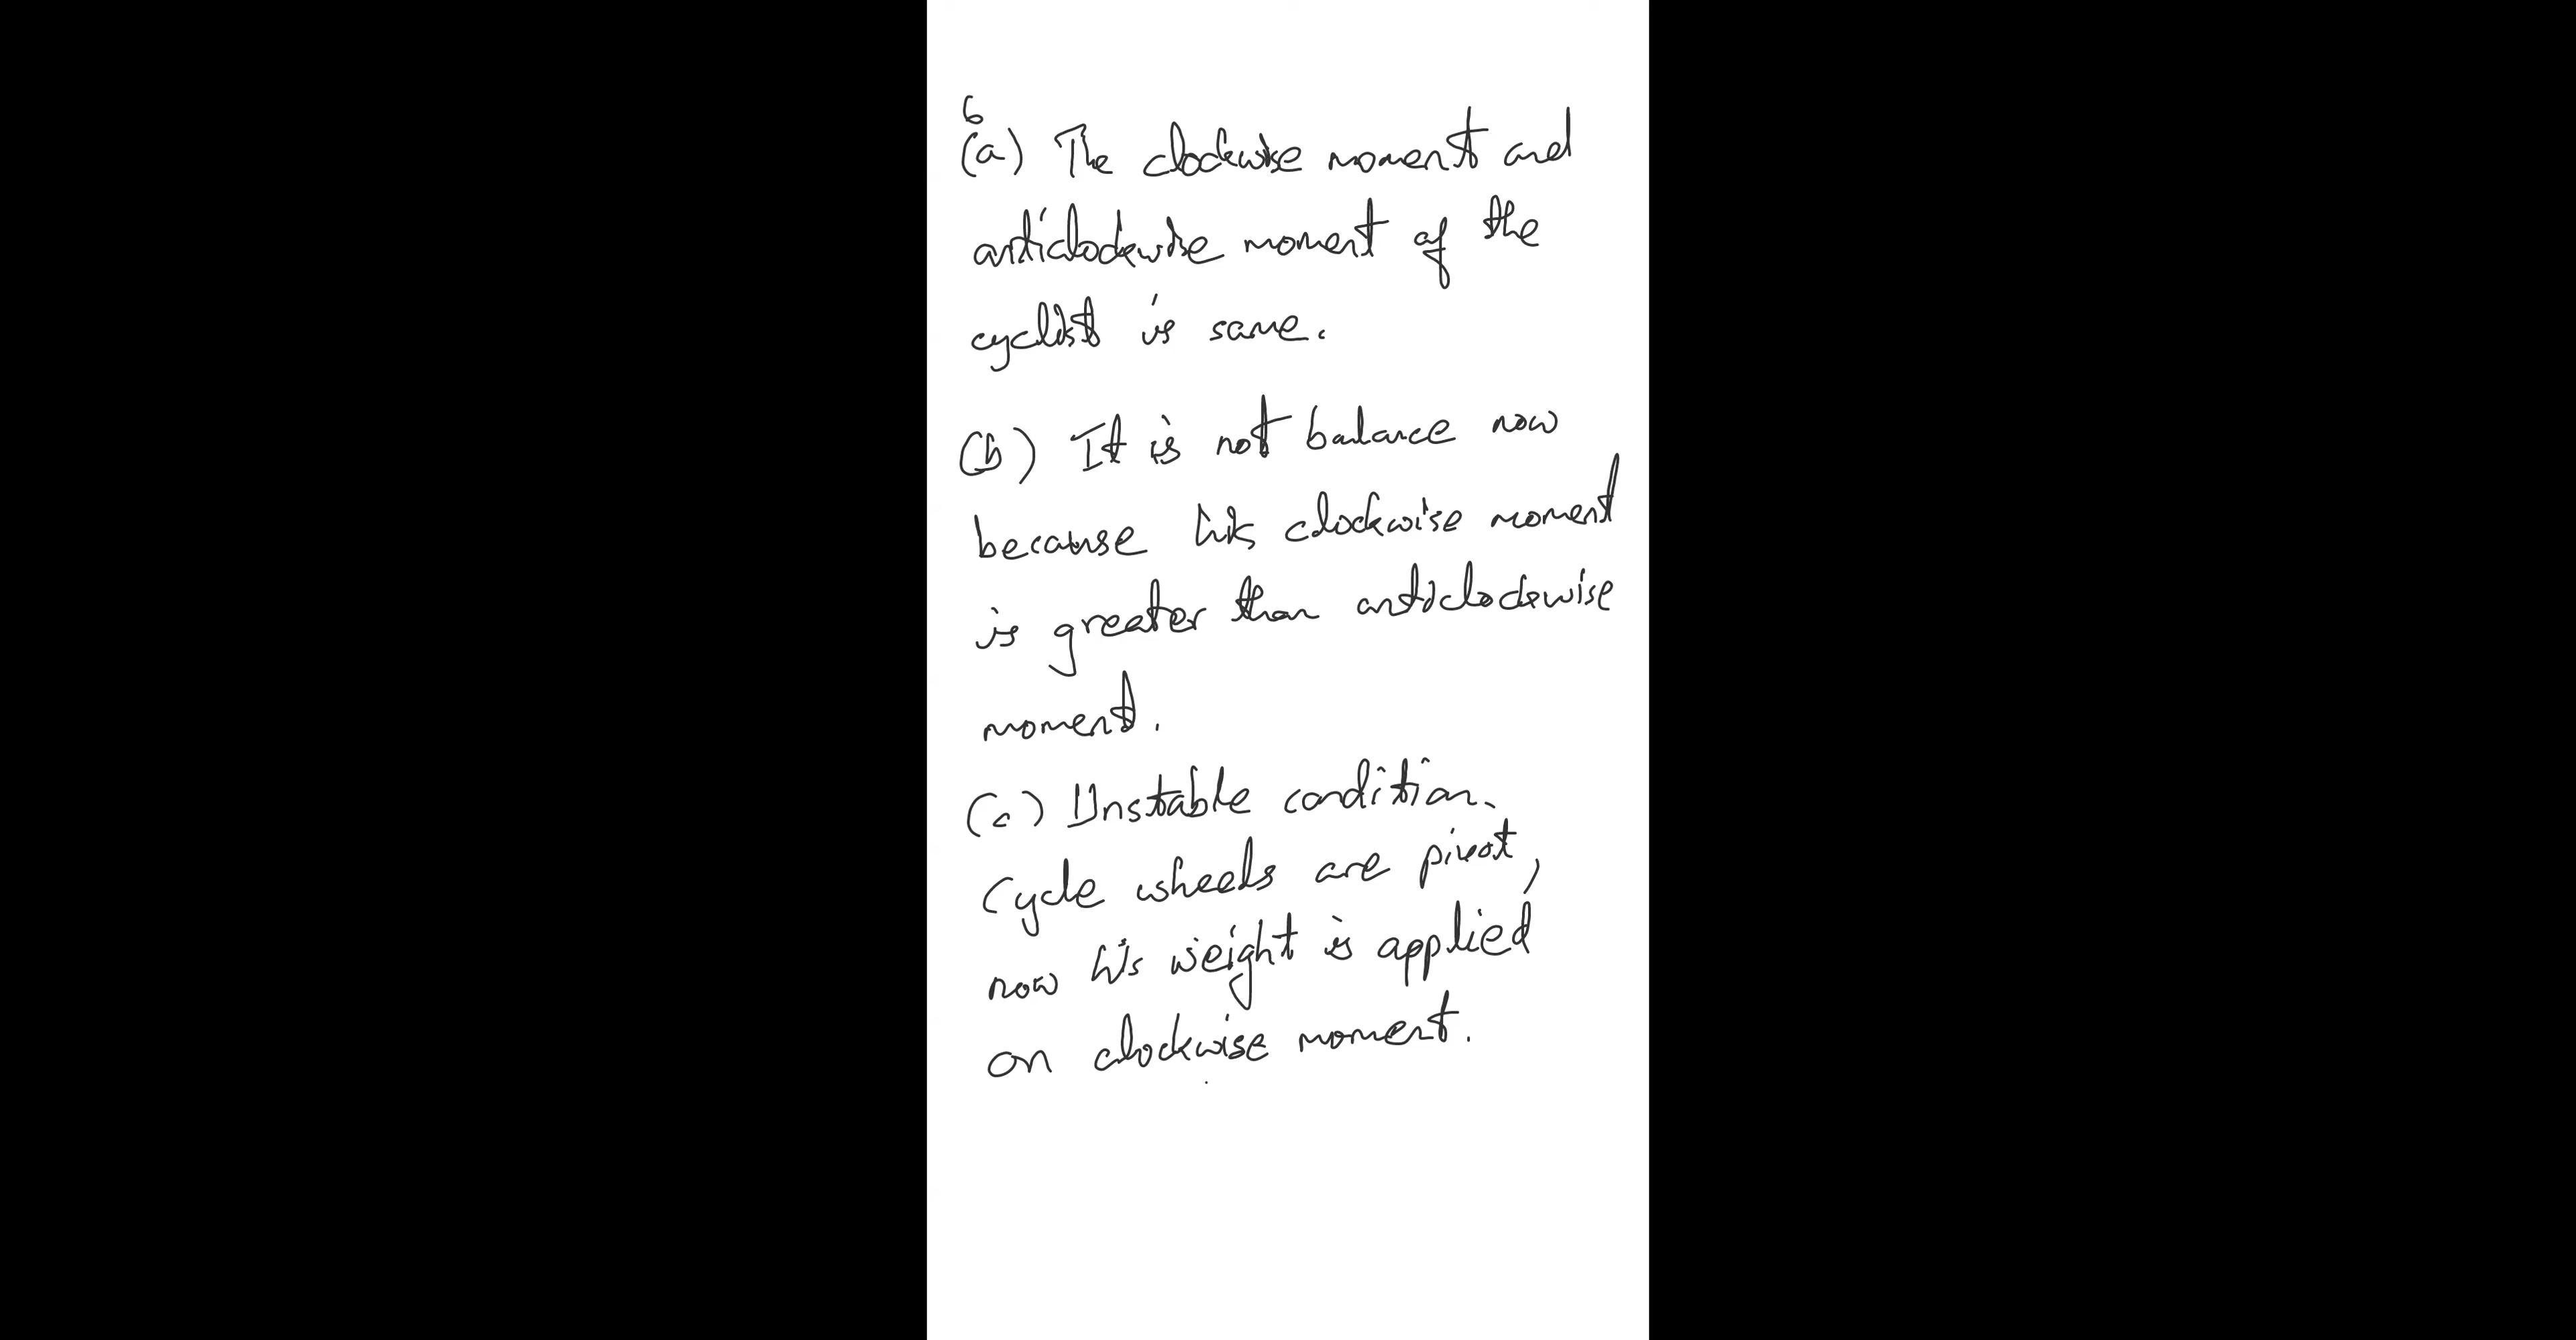 6
(a) The clockwise moment and
anticlockwise moment of the
cyclist is same.
(b) It is not balance now
because his clockwise moment
is greater than anticlockwise
moment.
(c) Unstable condition.
Cycle wheels are pivot,
now his weight is applied
on clockwise moment.